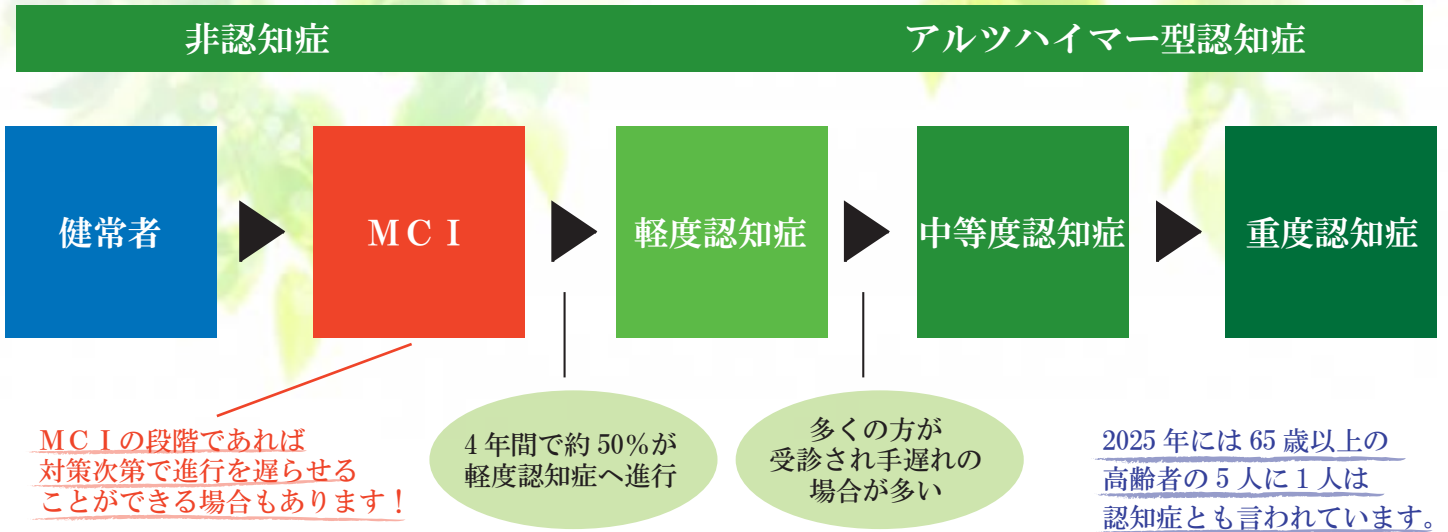 非認知症
アルツハイマー型認知症
健常者
ＭＣＩ
軽度認知症
中等度認知症
重度認知症
ＭＣＩの段階であれば
対策次第で進行を遅らせる
ことができる場合もあります！
4年間で約50％が
軽度認知症へ進行
多くの方が
受診され手遅れの
場合が多い
2025年には65歳以上の
高齢者の5人に1人は
認知症とも言われています。